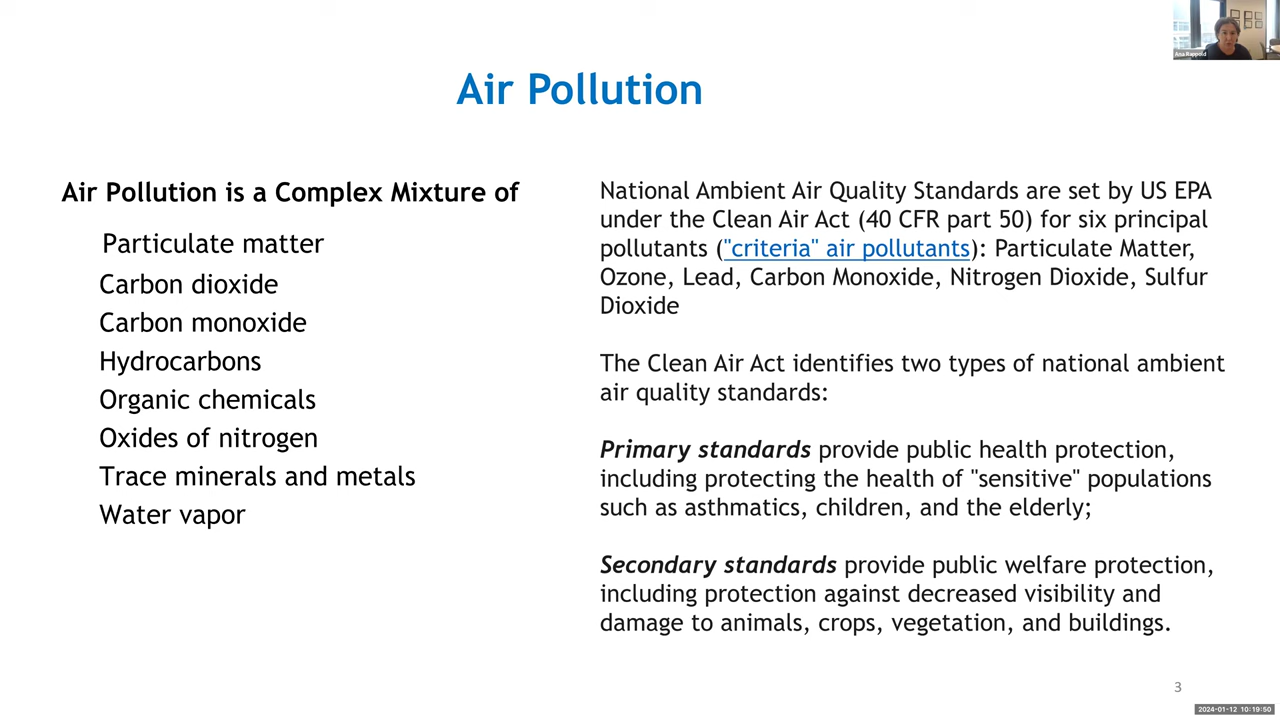 Ana Rappold
Air Pollution
Air Pollution is a Complex Mixture of
Particulate matter
Carbon dioxide
Carbon monoxide
Hydrocarbons
Organic chemicals
Oxides of nitrogen
Trace minerals and metals
Water vapor
National Ambient Air Quality Standards are set by US EPA
under the Clean Air Act (40 CFR part 50) for six principal
pollutants ("criteria" air pollutants): Particulate Matter,
Ozone, Lead, Carbon Monoxide, Nitrogen Dioxide, Sulfur
Dioxide
The Clean Air Act identifies two types of national ambient
air quality standards:
Primary standards provide public health protection,
including protecting the health of "sensitive" populations
such as asthmatics, children, and the elderly;
Secondary standards provide public welfare protection,
including protection against decreased visibility and
damage to animals, crops, vegetation, and buildings.
3
2024-01-12 10:19:50